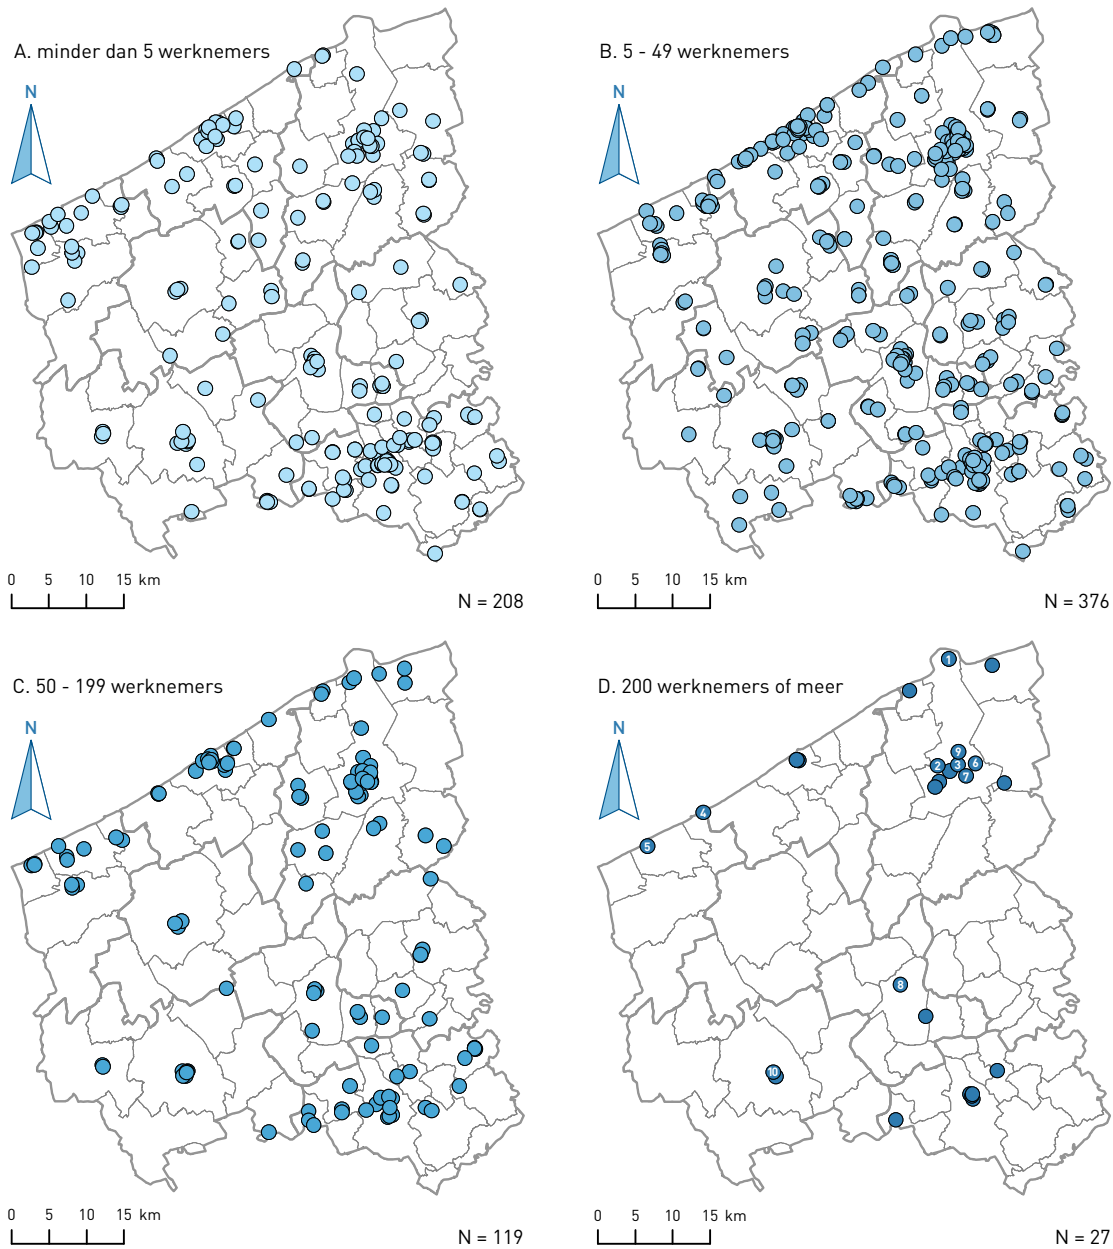 A. minder dan 5 werknemers
N
0 5 10 15 km
N = 208
B. 5 - 49 werknemers
N
0 5 10 15 km
N = 376
C. 50 - 199 werknemers
N
0 5 10 15 km
N = 119
D. 200 werknemers of meer
N
1
9
2 3 6
7
4
5
8
10
0 5 10 15 km
N = 27